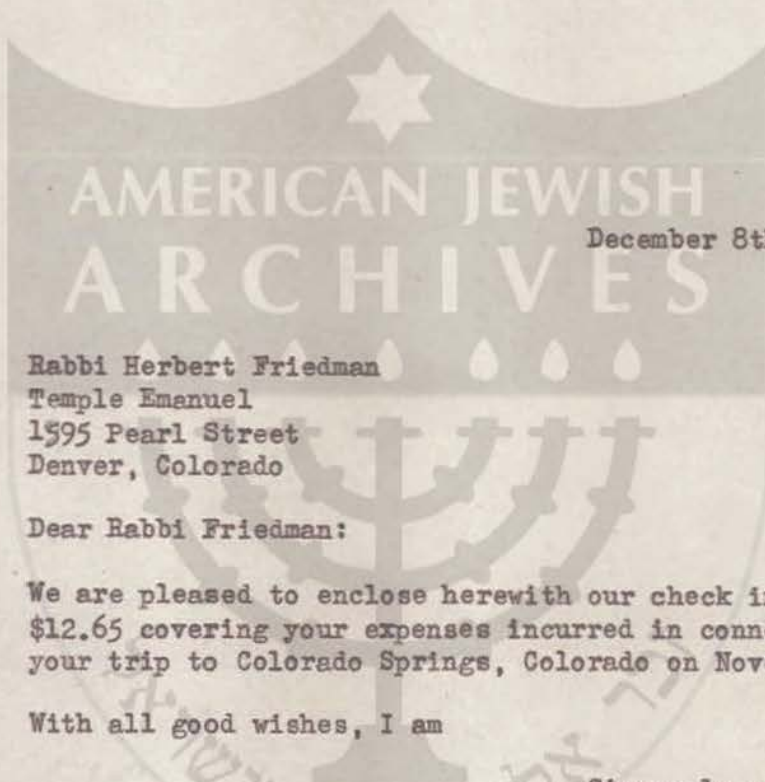 AMERICAN JEWISH
ARCHIVES
December 8t
Rabbi Herbert Friedman
Temple Emanuel
1595 Pearl Street
Denver, Colorado
Dear Rabbi Friedman:
We are pleased to enclose herewith our check i
$12.65 covering your expenses incurred in conn
your trip to Colorado Springs, Colorado on Nov
With all good wishes, I am